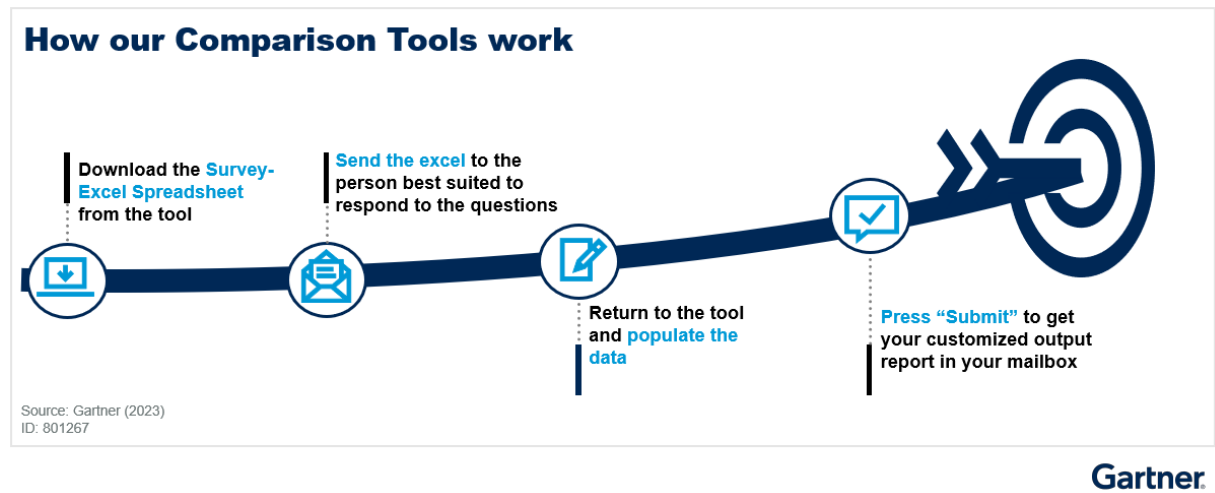 How our Comparison Tools work
Download the Survey-
Excel Spreadsheet
from the tool
Send the excel to the
person best suited to
respond to the questions
Return to the tool
and populate the
data
Press “Submit” to get
your customized output
report in your mailbox
Source: Gartner (2023)
ID: 801267
Gartner®